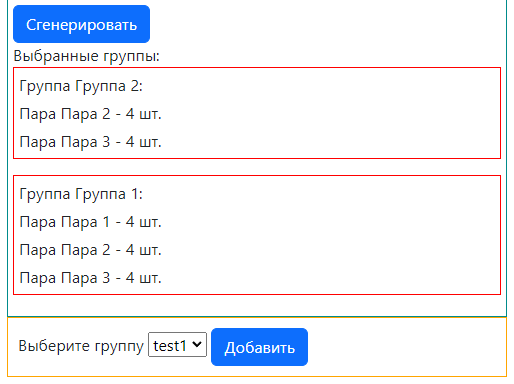 Сгенерировать
Выбранные группы:
Группа Группа 2:
Пара Пара 2 - 4 шт.
Пара Пара 3 - 4 шт.
Группа Группа 1:
Пара Пара 1 - 4 шт.
Пара Пара 2 - 4 шт.
Пара Пара 3 - 4 шт.
Выберите группу test1 Добавить